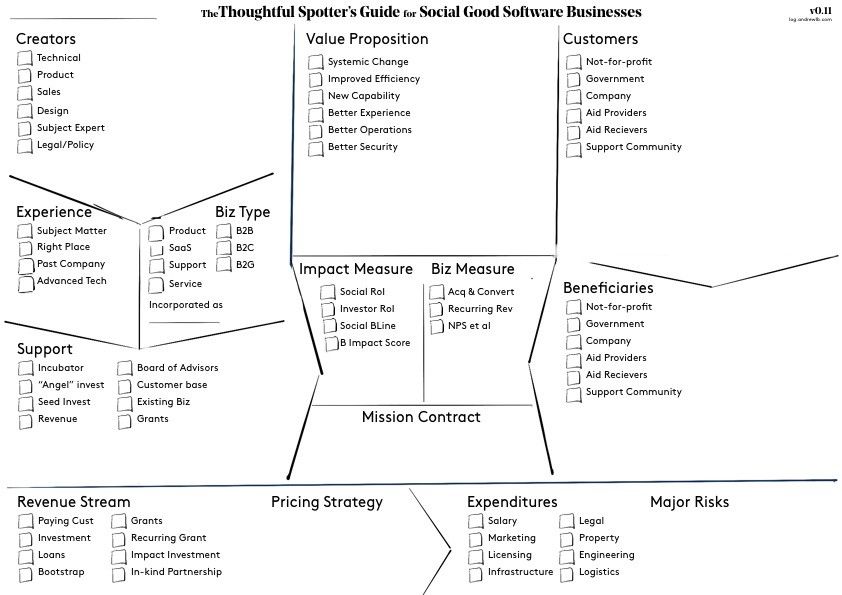 The Thoughtful Spotter's Guide for Social Good Software Businesses
v0.11
log.andrewlb.com
Creators
Technical
Product
Sales
Design
Subject Expert
Legal/Policy
Value Proposition
Systemic Change
Improved Efficiency
New Capability
Better Experience
Better Operations
Better Security
Customers
Not-for-profit
Government
Company
Aid Providers
Aid Recievers
Support Community
Experience
Subject Matter
Right Place
Past Company
Advanced Tech
Product
SaaS
Support
Service
Incorporated as
Biz Type
B2B
B2C
B2G
Impact Measure
Social RoI
Investor RoI
Social BLine
B Impact Score
Biz Measure
Acq & Convert
Recurring Rev
NPS et al
Beneficiaries
Not-for-profit
Government
Company
Aid Providers
Aid Recievers
Support Community
Support
Incubator
"Angel" invest
Seed Invest
Revenue
Board of Advisors
Customer base
Existing Biz
Grants
Mission Contract
Revenue Stream
Paying Cust
Investment
Loans
Bootstrap
Grants
Recurring Grant
Impact Investment
In-kind Partnership
Pricing Strategy
Expenditures
Salary
Marketing
Licensing
Infrastructure
Legal
Property
Engineering
Logistics
Major Risks